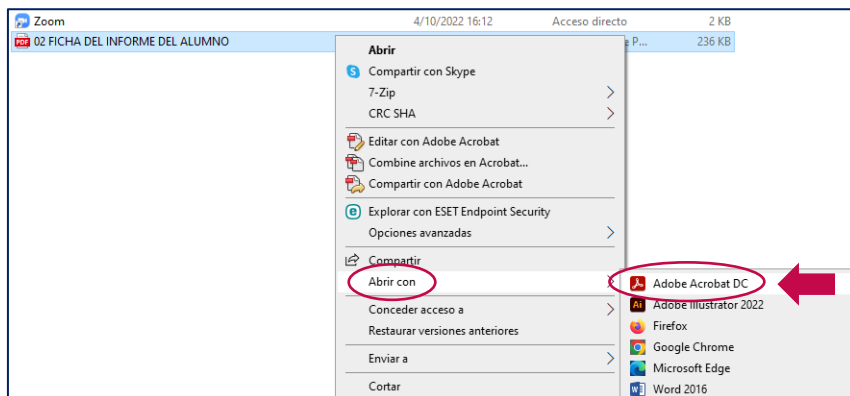 Zoom 4/10/2022 16:12 Acceso directo 2 KB
02 FICHA DEL INFORME DEL ALUMNO e P... 236 KB
Abrir
Compartir con Skype
7-Zip
CRC SHA
Editar con Adobe Acrobat
Combine archivos en Acrobat...
Compartir con Adobe Acrobat
Explorar con ESET Endpoint Security
Opciones avanzadas
Compartir
Abrir con
Adobe Acrobat DC
Adobe Illustrator 2022
Firefox
Google Chrome
Microsoft Edge
Word 2016
Conceder acceso a
Restaurar versiones anteriores
Enviar a
Cortar